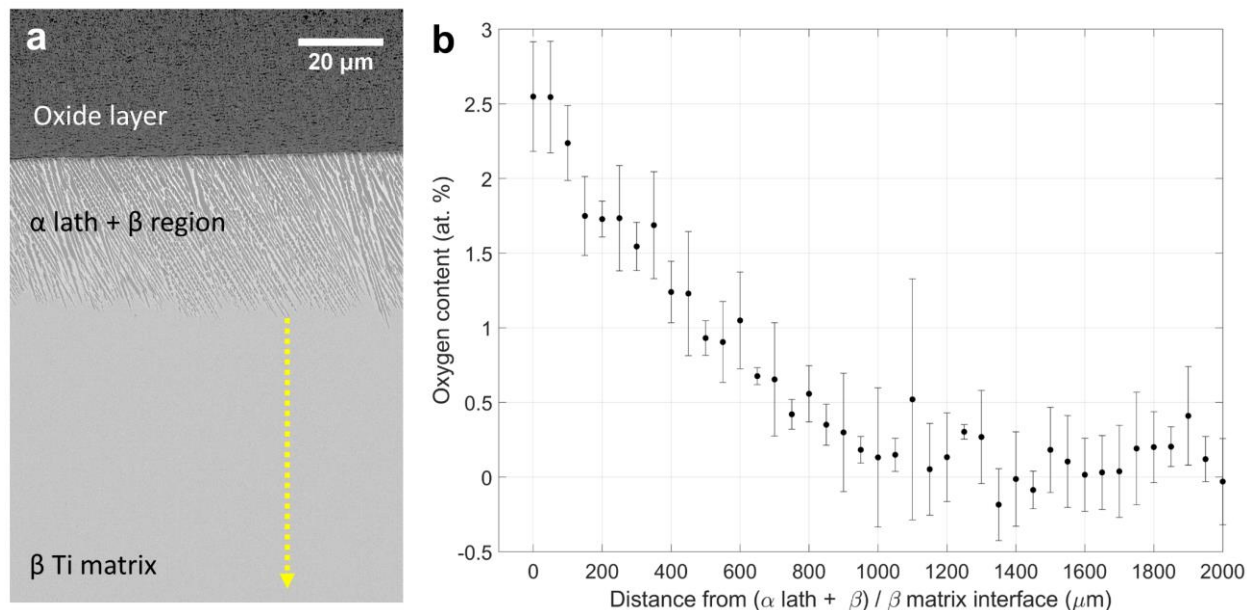 a
20 µm
Oxide layer
α lath + β region
β Ti matrix
b
Oxygen content (at. %)
3
2.5
2
1.5
1
0.5
0
-0.5
0 200 400 600 800 1000 1200 1400 1600 1800 2000
Distance from (α lath + β) / β matrix interface (µm)